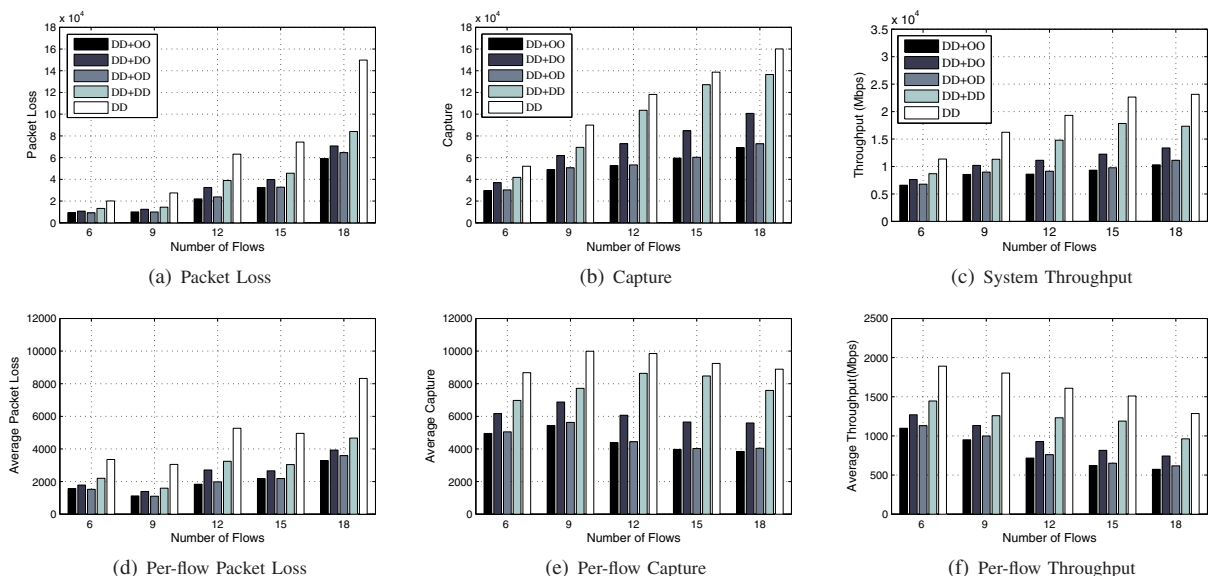 x 10⁴
18
16
14
12
10
8
6
4
2
0
Packet Loss
DD+OO
DD+DO
DD+OD
DD+DD
DD
6 9 12 15 18
Number of Flows
(a) Packet Loss
x 10⁴
18
16
14
12
10
8
6
4
2
0
Capture
DD+OO
DD+DO
DD+OD
DD+DD
DD
6 9 12 15 18
Number of Flows
(b) Capture
x 10⁴
3.5
3
2.5
2
1.5
1
0.5
0
Throughput (Mbps)
DD+OO
DD+DO
DD+OD
DD+DD
DD
6 9 12 15 18
Number of Flows
(c) System Throughput
12000
10000
8000
6000
4000
2000
0
Average Packet Loss
6 9 12 15 18
Number of Flows
(d) Per-flow Packet Loss
12000
10000
8000
6000
4000
2000
0
Average Capture
6 9 12 15 18
Number of Flows
(e) Per-flow Capture
2500
2000
1500
1000
500
0
Average Throughput(Mbps)
6 9 12 15 18
Number of Flows
(f) Per-flow Throughput